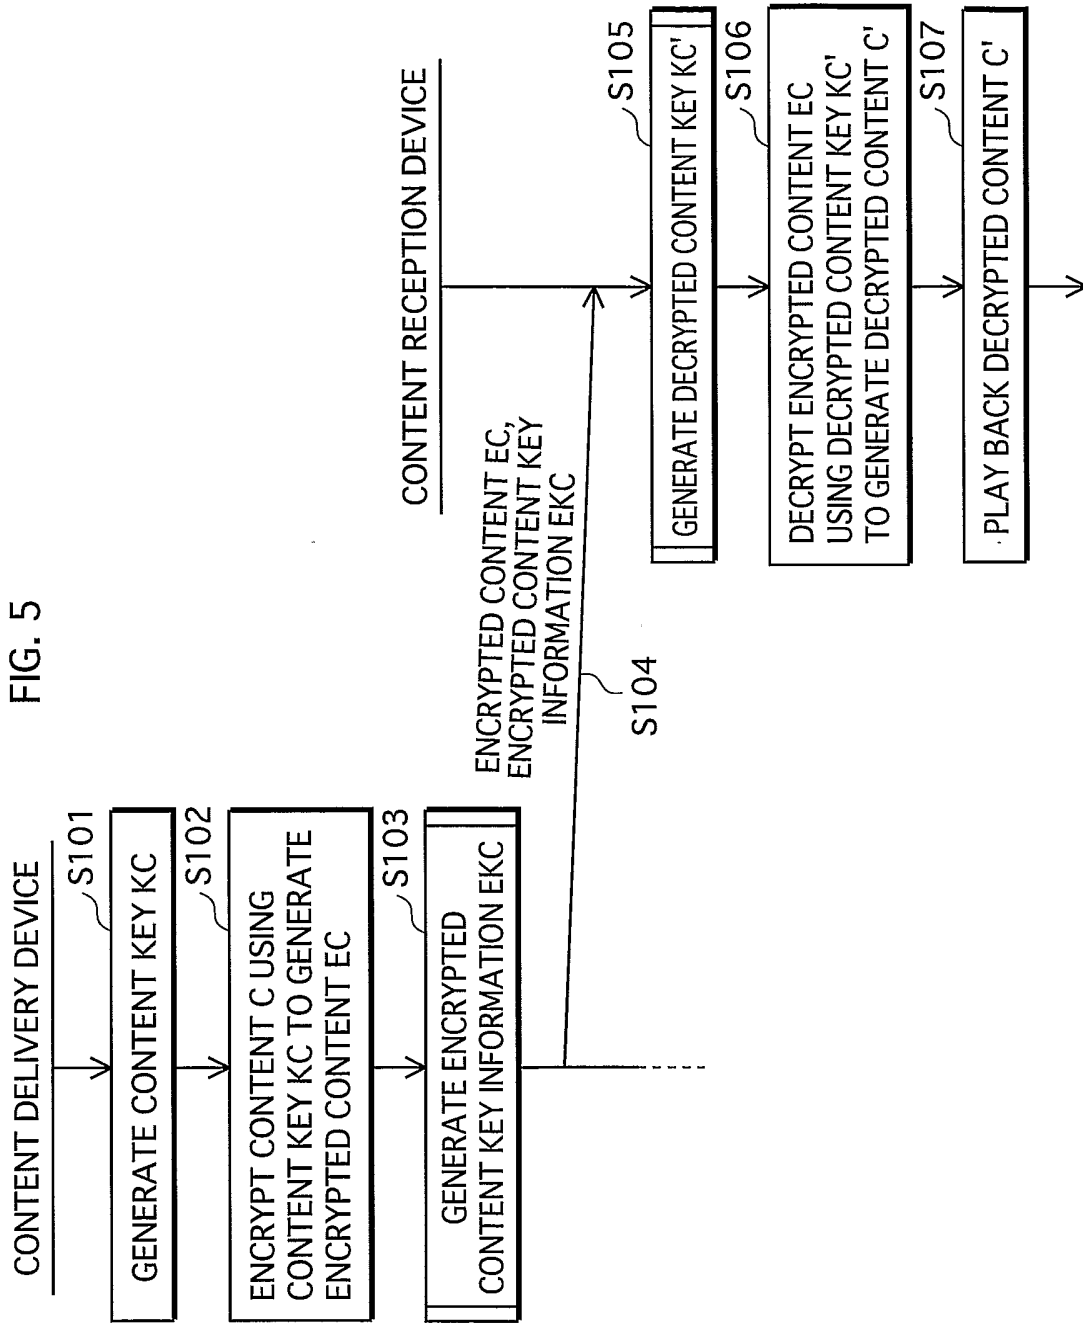 FIG. 5
CONTENT DELIVERY DEVICE
S101
GENERATE CONTENT KEY KC
S102
ENCRYPT CONTENT C USING
CONTENT KEY KC TO GENERATE
ENCRYPTED CONTENT EC
S103
GENERATE ENCRYPTED
CONTENT KEY INFORMATION EKC
ENCRYPTED CONTENT EC,
ENCRYPTED CONTENT KEY
INFORMATION EKC
S104
CONTENT RECEPTION DEVICE
S105
GENERATE DECRYPTED CONTENT KEY KC'
S106
DECRYPT ENCRYPTED CONTENT EC
USING DECRYPTED CONTENT KEY KC'
TO GENERATE DECRYPTED CONTENT C'
S107
PLAY BACK DECRYPTED CONTENT C'